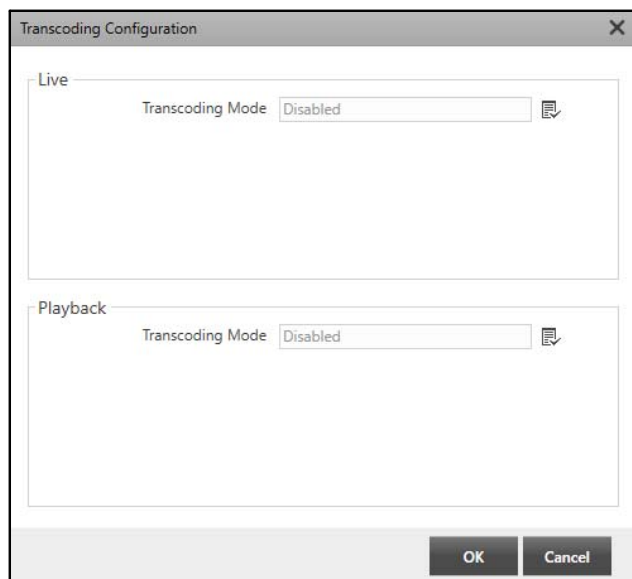 Transcoding Configuration
Live
Transcoding Mode Disabled
Playback
Transcoding Mode Disabled
OK Cancel